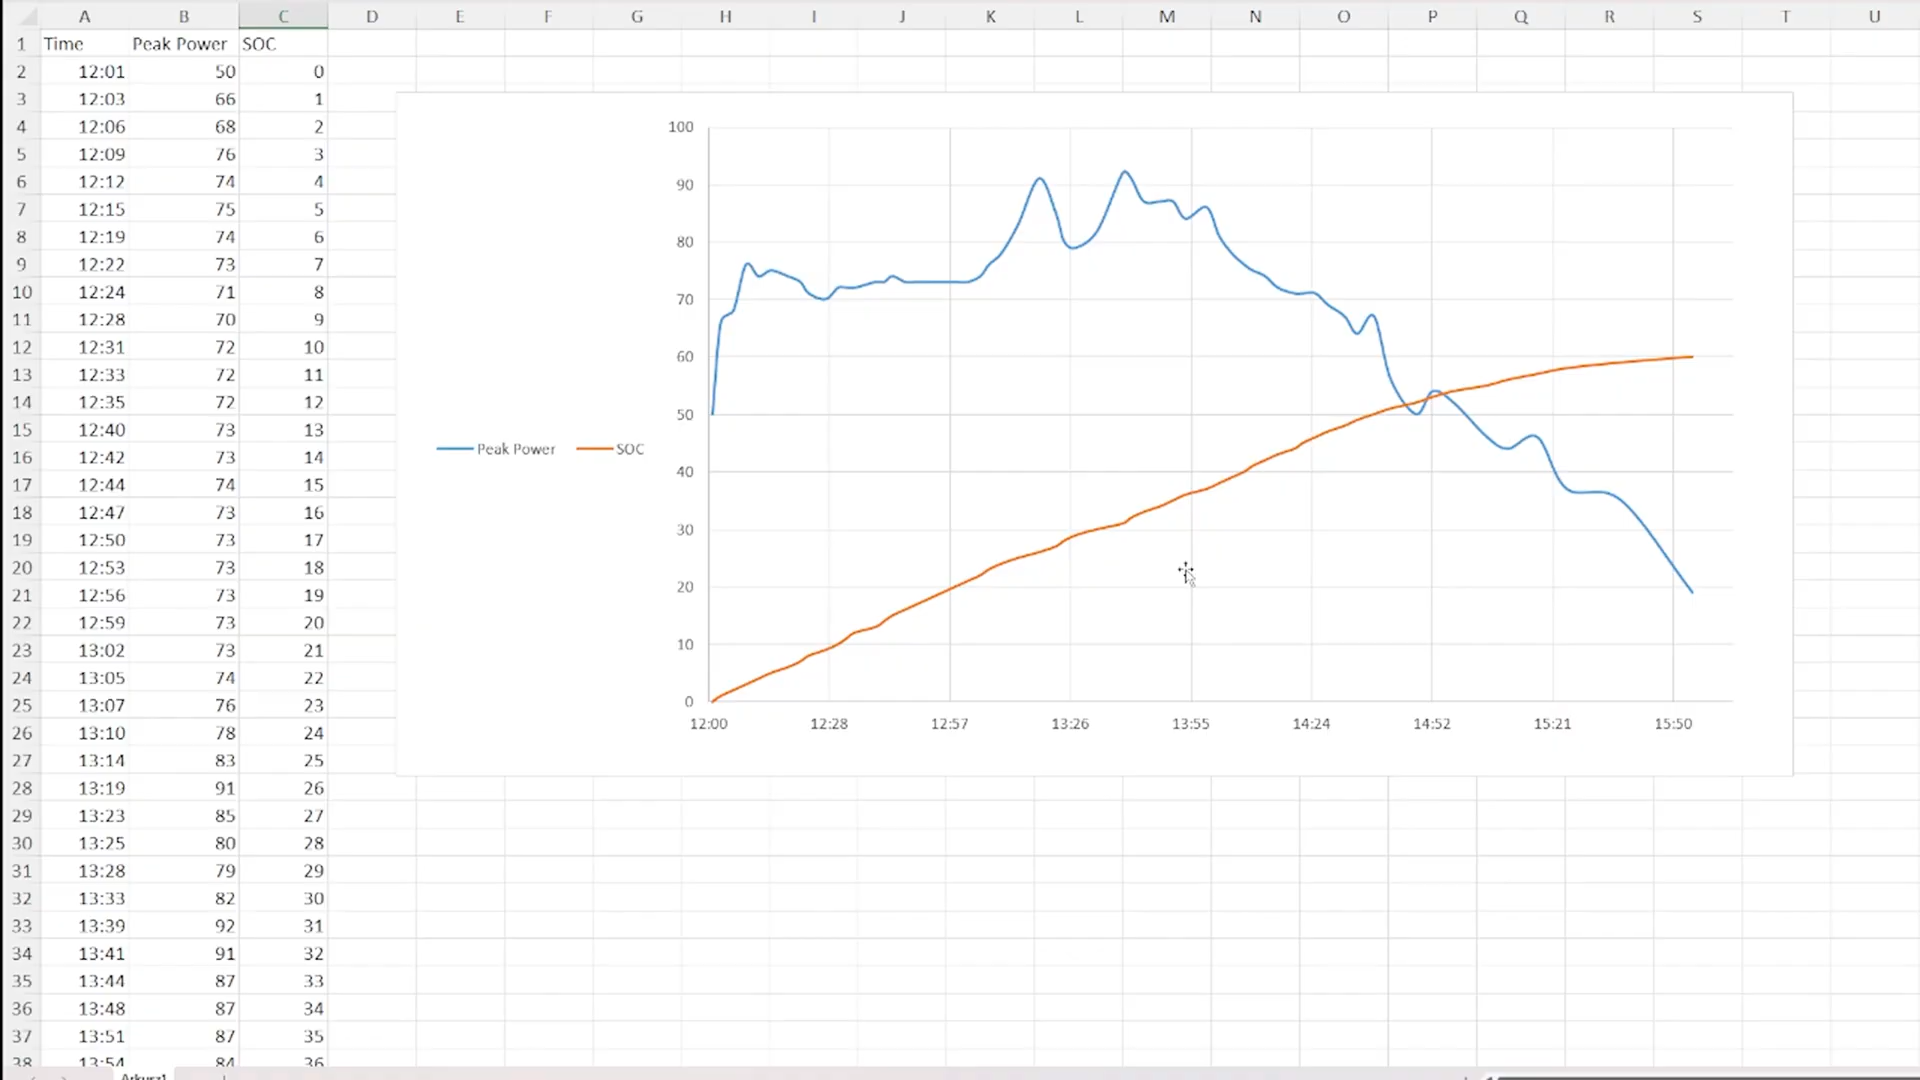 A B C D E F G H I J K L M N O P Q R S T U
1 Time Peak Power SOC
2 12:01 50 0
3 12:03 66 1
4 12:06 68 2
5 12:09 76 3
6 12:12 74 4
7 12:15 75 5
8 12:19 74 6
9 12:22 73 7
10 12:24 71 8
11 12:28 70 9
12 12:31 72 10
13 12:33 72 11
14 12:35 72 12
15 12:40 73 13
16 12:42 73 14
17 12:44 74 15
18 12:47 73 16
19 12:50 73 17
20 12:53 73 18
21 12:56 73 19
22 12:59 73 20
23 13:02 73 21
24 13:05 74 22
25 13:07 76 23
26 13:10 78 24
27 13:14 83 25
28 13:19 91 26
29 13:23 85 27
30 13:25 80 28
31 13:28 79 29
32 13:33 82 30
33 13:39 92 31
34 13:41 91 32
35 13:44 87 33
36 13:48 87 34
37 13:51 87 35
38 13:54 84 36
Arkusz1
100
90
80
70
60
50
40
30
20
10
0
Peak Power SOC
12:00 12:28 12:57 13:26 13:55 14:24 14:52 15:21 15:50